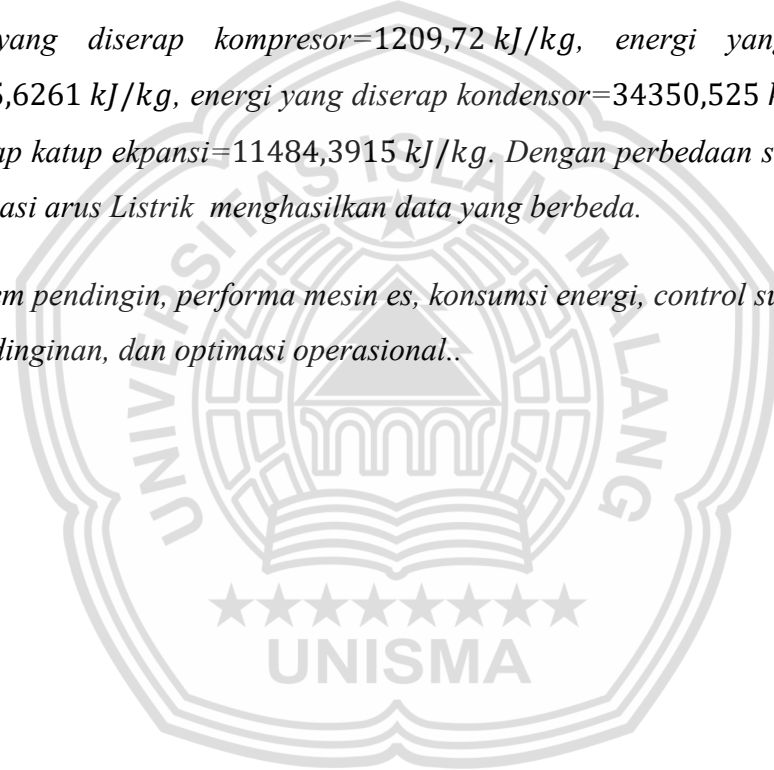 yang diserap kompresor=1209,72 kJ/kg, energi yang
,6261 kJ/kg, energi yang diserap kondensor=34350,525
ap katup ekpansi=11484,3915 kJ/kg. Dengan perbedaan s
asi arus Listrik menghasilkan data yang berbeda.
em pendingin, performa mesin es, konsumsi energi, control su
dinginan, dan optimasi operasional..
UNIVERSITAS ISLAM MALANG
UNISMA